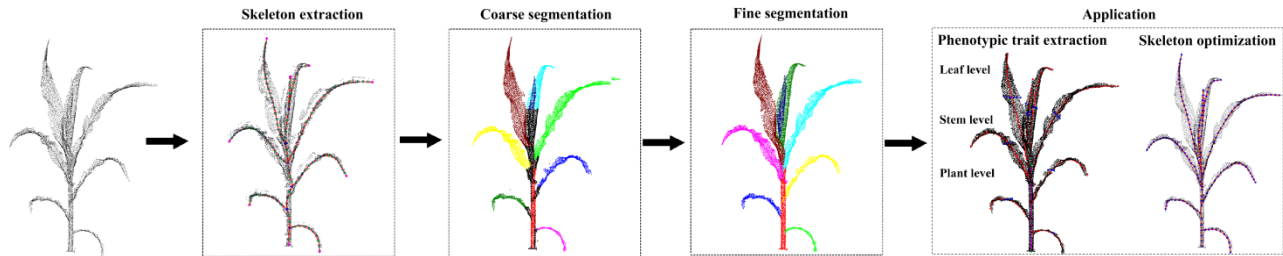 Skeleton extraction
Coarse segmentation
Fine segmentation
Application
Phenotypic trait extraction
Skeleton optimization
Leaf level
Stem level
Plant level